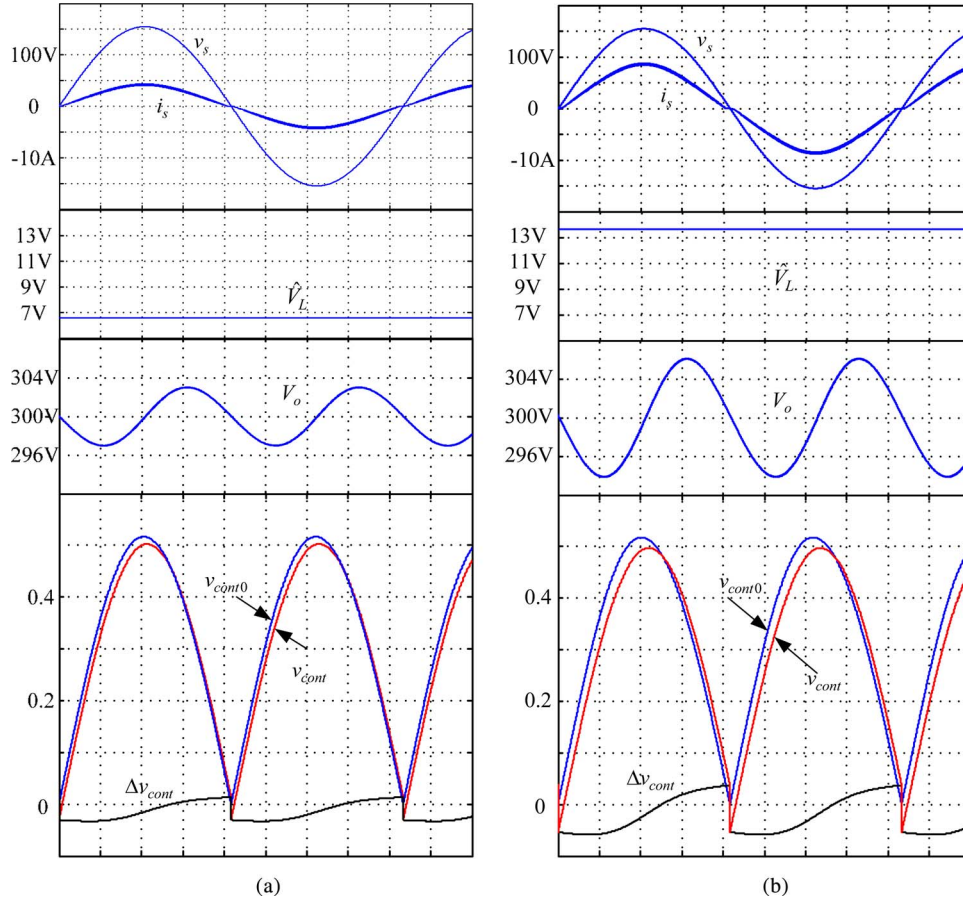 100V
0
-10A
v_s
i_s
13V
11V
9V
7V
V̂_L
304V
300V
296V
V_o
0.4
0.2
0
v_cont0
v_cont
Δv_cont
(a)
100V
0
-10A
v_s
i_s
13V
11V
9V
7V
V̂_L
304V
300V
296V
V_o
0.4
0.2
0
v_cont0
v_cont
Δv_cont
(b)